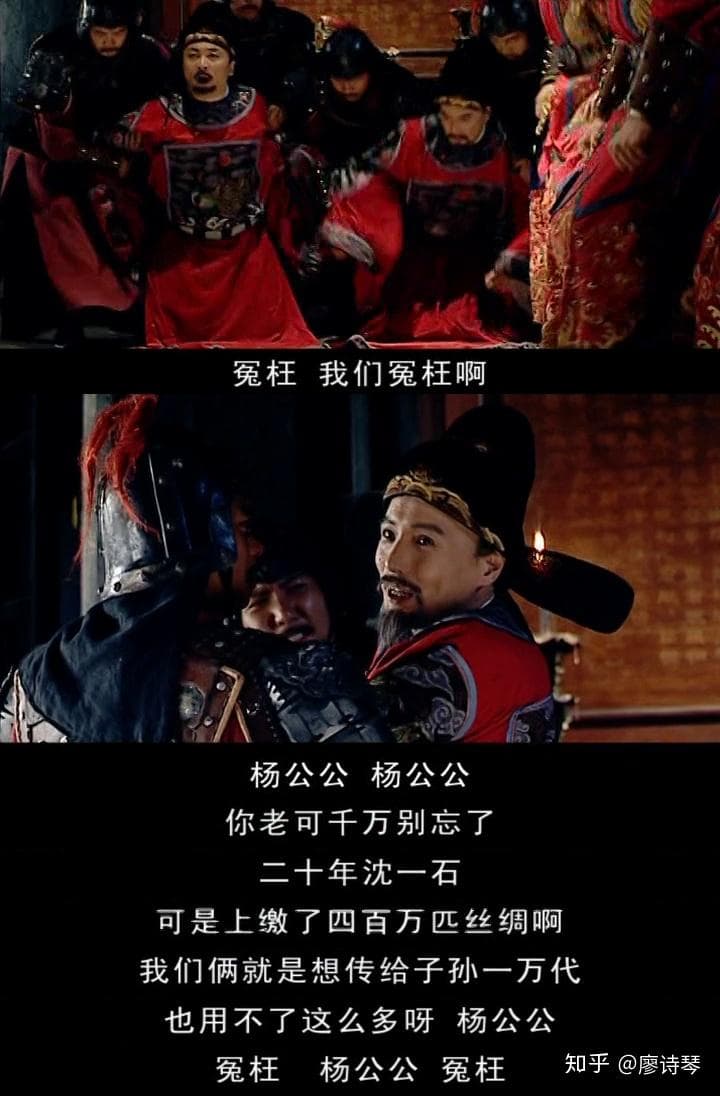 冤枉 我们冤枉啊
杨公公 杨公公
你老可千万别忘了
二十年沈一石
可是上缴了四百万匹丝绸啊
我们俩就是想传给子孙一万代
也用不了这么多呀 杨公公
冤枉 杨公公 冤枉
知乎 @廖诗琴